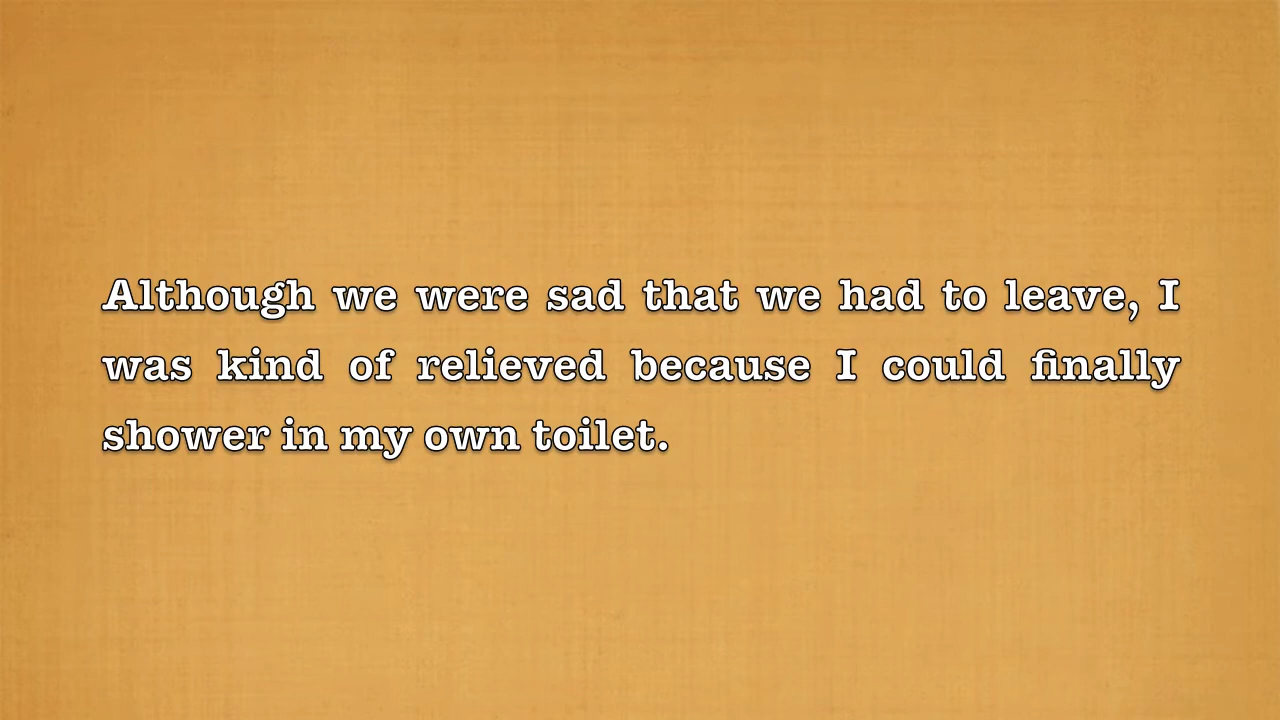 Although we were sad that we had to leave, I
was kind of relieved because I could finally
shower in my own toilet.